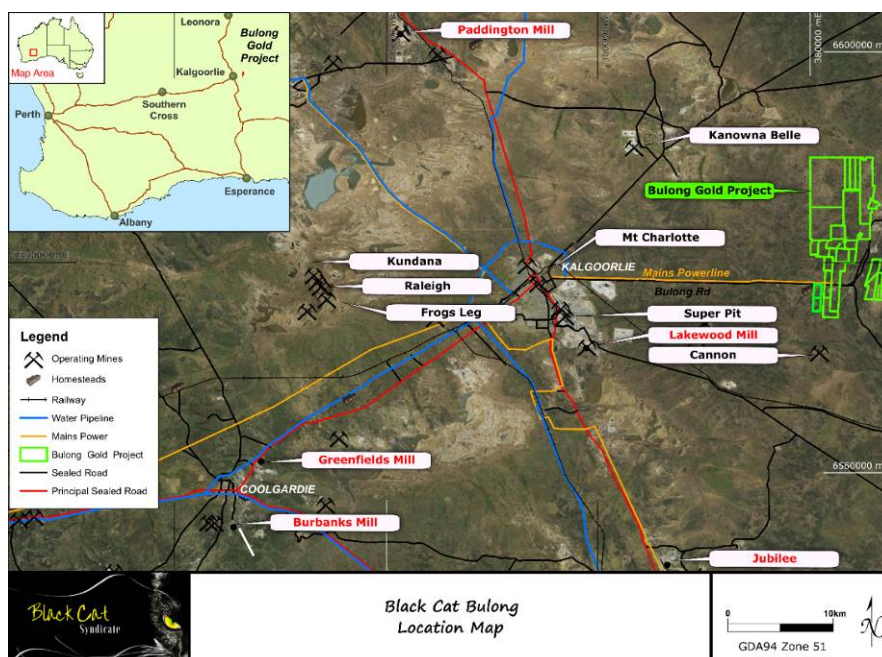 Leonora
Bulong
Gold
Project
Map Area
Kalgoorlie
Southern
Cross
Perth
Esperance
Albany
Paddington Mill
380000 mE
6600000 m
Kanowna Belle
Bulong Gold Project
Mt Charlotte
Kundana
KALGOORLIE
Mains Powerline
Raleigh
Bulong Rd
Frogs Leg
Super Pit
Lakewood Mill
Cannon
Legend
Operating Mines
Homesteads
Railway
Water Pipeline
Mains Power
Bulong Gold Project
Sealed Road
Principal Sealed Road
Greenfields Mill
6550000 mN
COOLGARDIE
Burbanks Mill
Jubilee
Black Cat
Syndicate
Black Cat Bulong
Location Map
0 10km
GDA94 Zone 51
N